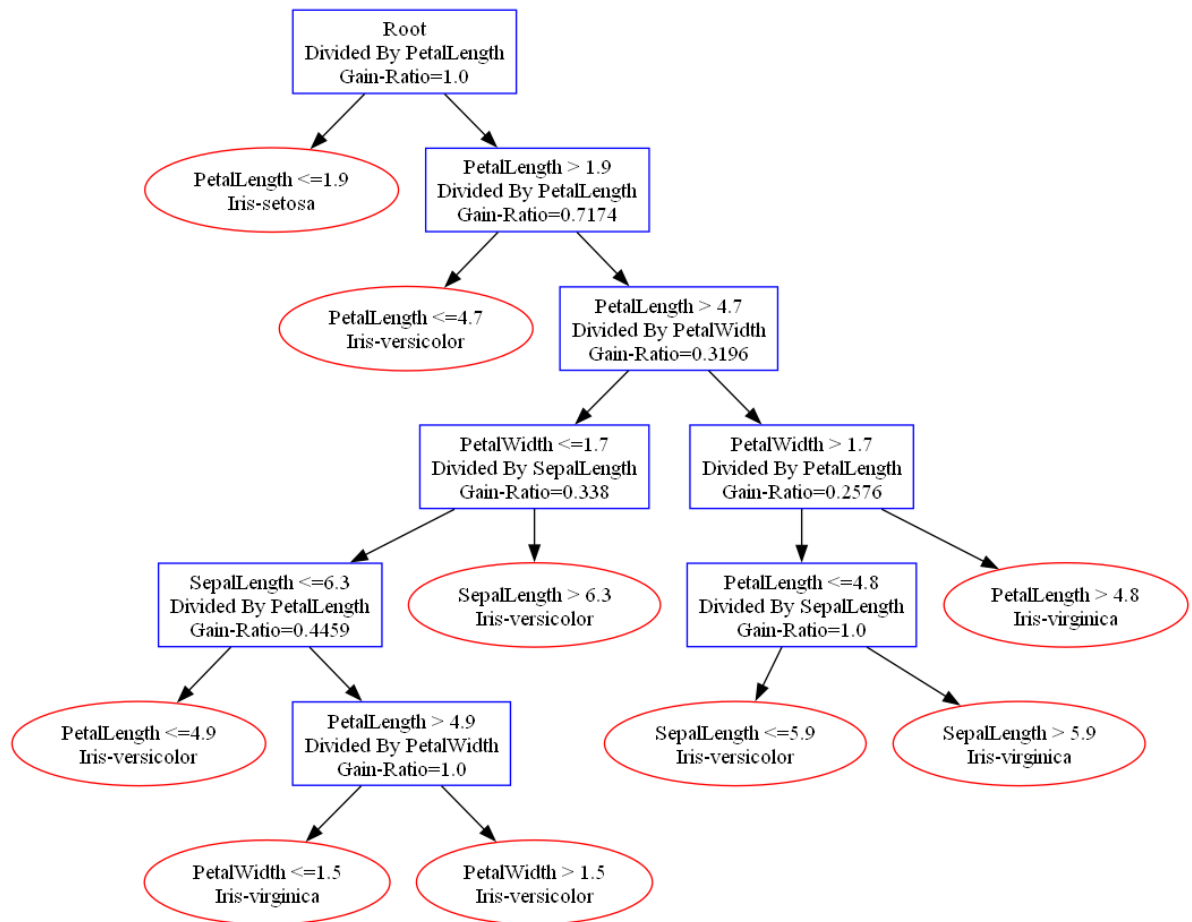 Root
Divided By PetalLength
Gain-Ratio=1.0
PetalLength <=1.9
Iris-setosa
PetalLength > 1.9
Divided By PetalLength
Gain-Ratio=0.7174
PetalLength <=4.7
Iris-versicolor
PetalLength > 4.7
Divided By PetalWidth
Gain-Ratio=0.3196
PetalWidth <=1.7
Divided By SepalLength
Gain-Ratio=0.338
PetalWidth > 1.7
Divided By PetalLength
Gain-Ratio=0.2576
SepalLength <=6.3
Divided By PetalLength
Gain-Ratio=0.4459
SepalLength > 6.3
Iris-versicolor
PetalLength <=4.8
Divided By SepalLength
Gain-Ratio=1.0
PetalLength > 4.8
Iris-virginica
PetalLength <=4.9
Iris-versicolor
PetalLength > 4.9
Divided By PetalWidth
Gain-Ratio=1.0
SepalLength <=5.9
Iris-versicolor
SepalLength > 5.9
Iris-virginica
PetalWidth <=1.5
Iris-virginica
PetalWidth > 1.5
Iris-versicolor